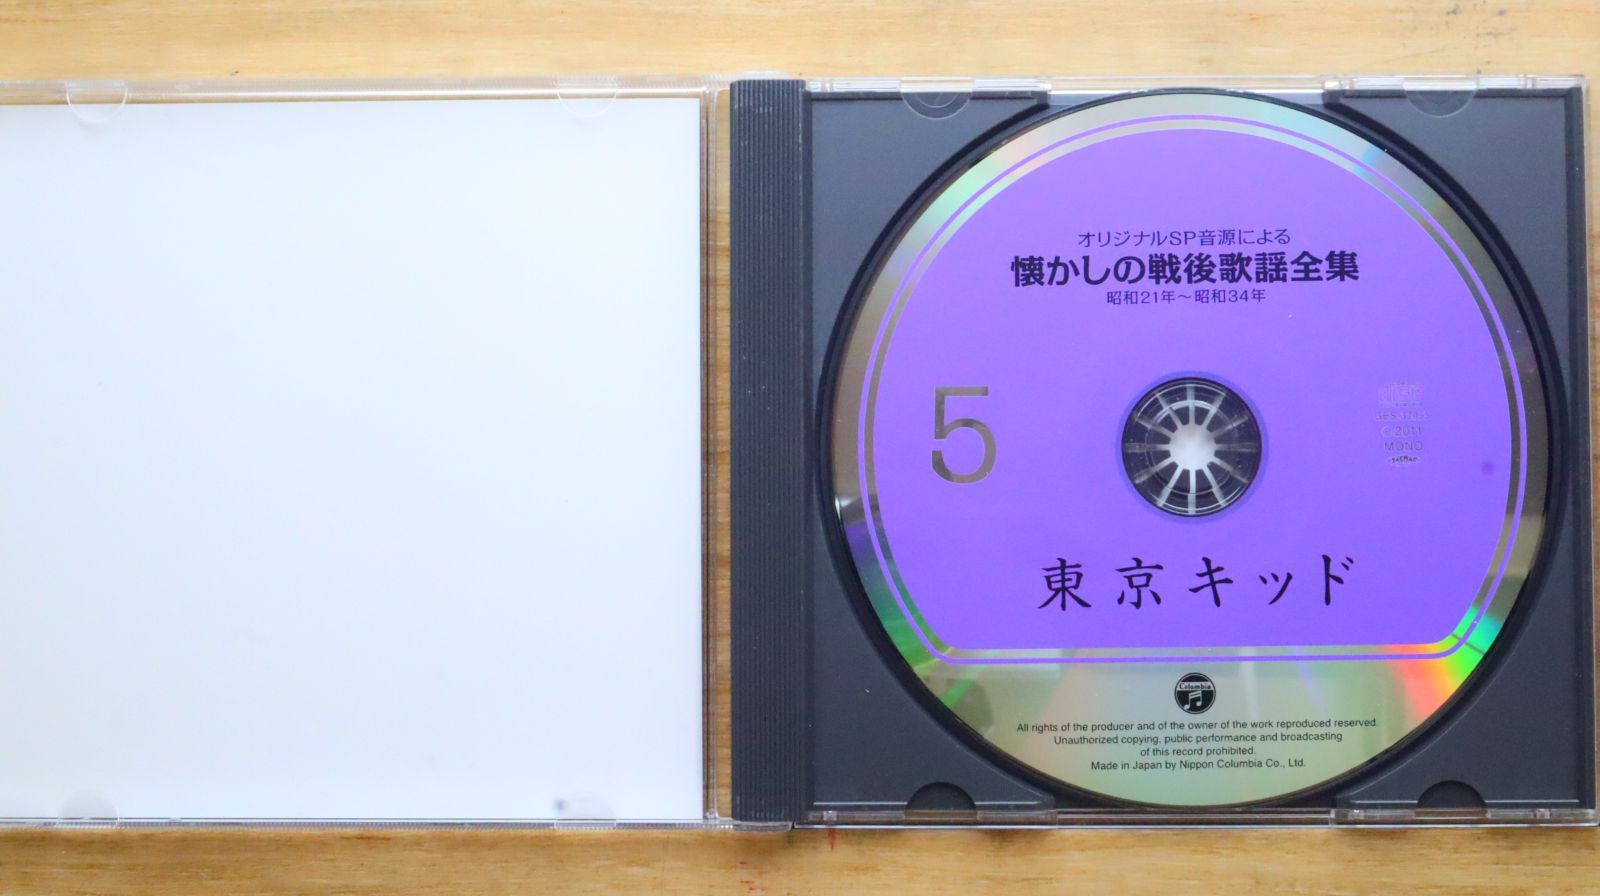 オリジナルSP音源による
懐かしの戦後歌謡全集
昭和21年～昭和34年
5
℗2011
MONO
東京キッド
Columbia
All rights of the producer and of the owner of the work reproduced reserved.
Unauthorized copying, public performance and broadcasting
of this record prohibited.
Made in Japan by Nippon Columbia Co., Ltd.